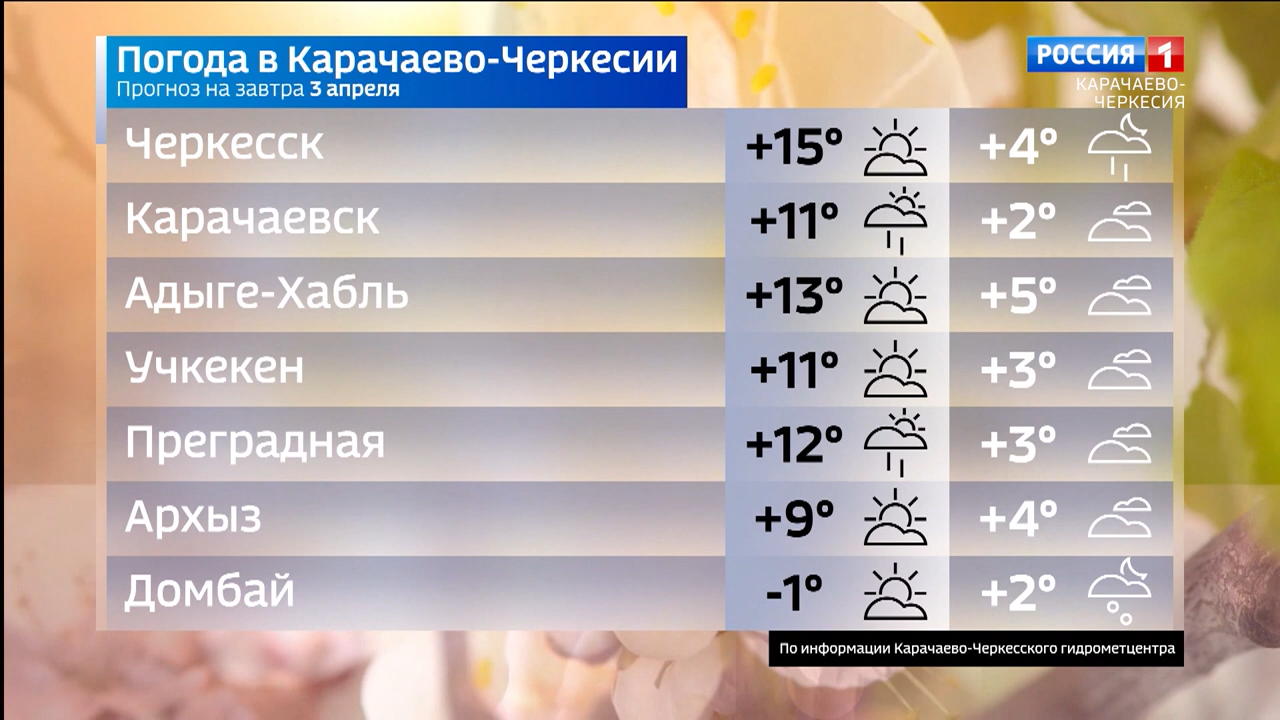 Погода в Карачаево-Черкесии
Прогноз на завтра 3 апреля
РОССИЯ 1
КАРАЧАЕВО-
ЧЕРКЕСИЯ
Черкесск +15° +4°
Карачаевск +11° +2°
Адыге-Хабль +13° +5°
Учкекен +11° +3°
Преградная +12° +3°
Архыз +9° +4°
Домбай -1° +2°
По информации Карачаево-Черкесского гидрометцентра